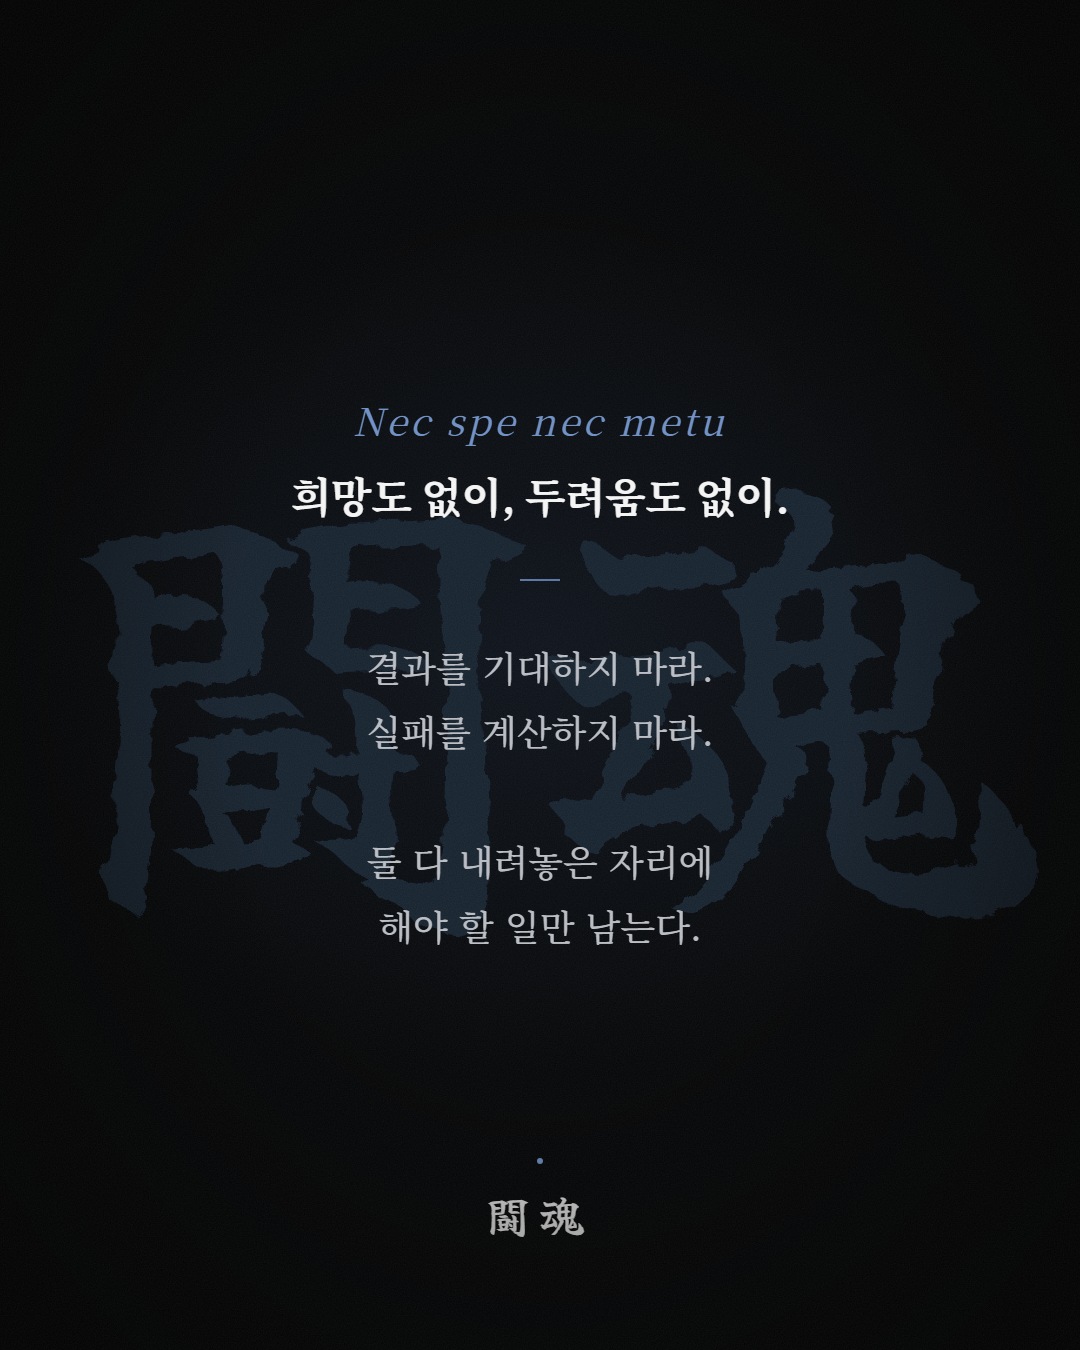 Nec spe nec metu
희망도 없이, 두려움도 없이.
결과를 기대하지 마라.
실패를 계산하지 마라.
둘 다 내려놓은 자리에
해야 할 일만 남는다.
闘魂
闘魂